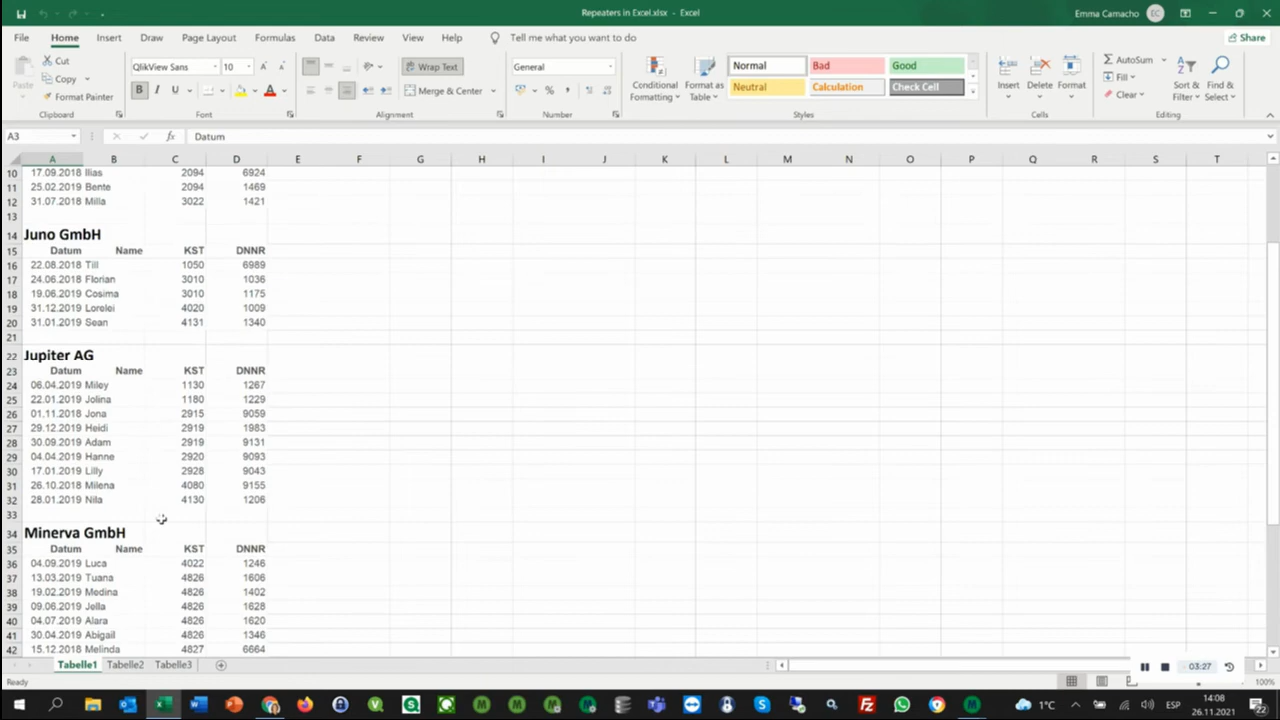 Repeaters in Excel.xlsx - Excel
Emma Camacho
EC
File Home Insert Draw Page Layout Formulas Data Review View Help Tell me what you want to do
Share
Paste
Cut
Copy
Format Painter
Clipboard
QlikView Sans 10
B I U
Font
Wrap Text
Merge & Center
Alignment
General
Number
Conditional Formatting
Format as Table
Normal Bad Good
Neutral Calculation Check Cell
Styles
Insert Delete Format
Cells
AutoSum
Fill
Clear
Sort & Filter
Find & Select
Editing
A3 fx Datum
A B C D E F G H I J K L M N O P Q R S T
10 17.09.2018 Ilias 2094 6924
11 25.02.2019 Bente 2094 1469
12 31.07.2018 Milla 3022 1421
13
14 Juno GmbH
15 Datum Name KST DNNR
16 22.08.2018 Till 1050 6989
17 24.06.2018 Florian 3010 1036
18 19.06.2019 Cosima 3010 1175
19 31.12.2019 Lorelei 4020 1009
20 31.01.2019 Sean 4131 1340
21
22 Jupiter AG
23 Datum Name KST DNNR
24 06.04.2019 Miley 1130 1267
25 22.01.2019 Jolina 1180 1229
26 01.11.2018 Jona 2915 9059
27 29.12.2019 Heidi 2919 1983
28 30.09.2019 Adam 2919 9131
29 04.04.2019 Hanne 2920 9093
30 17.01.2019 Lilly 2928 9043
31 26.10.2018 Milena 4080 9155
32 28.01.2019 Nila 4130 1206
33
34 Minerva GmbH
35 Datum Name KST DNNR
36 04.09.2019 Luca 4022 1246
37 13.03.2019 Tuana 4826 1606
38 19.02.2019 Medina 4826 1402
39 09.06.2019 Jella 4826 1628
40 04.07.2019 Alara 4826 1620
41 30.04.2019 Abigail 4826 1346
42 15.12.2018 Melinda 4827 6664
Tabelle1 Tabelle2 Tabelle3
03:27
Ready
100%
1°C
ESP
14:08
26.11.2021
22